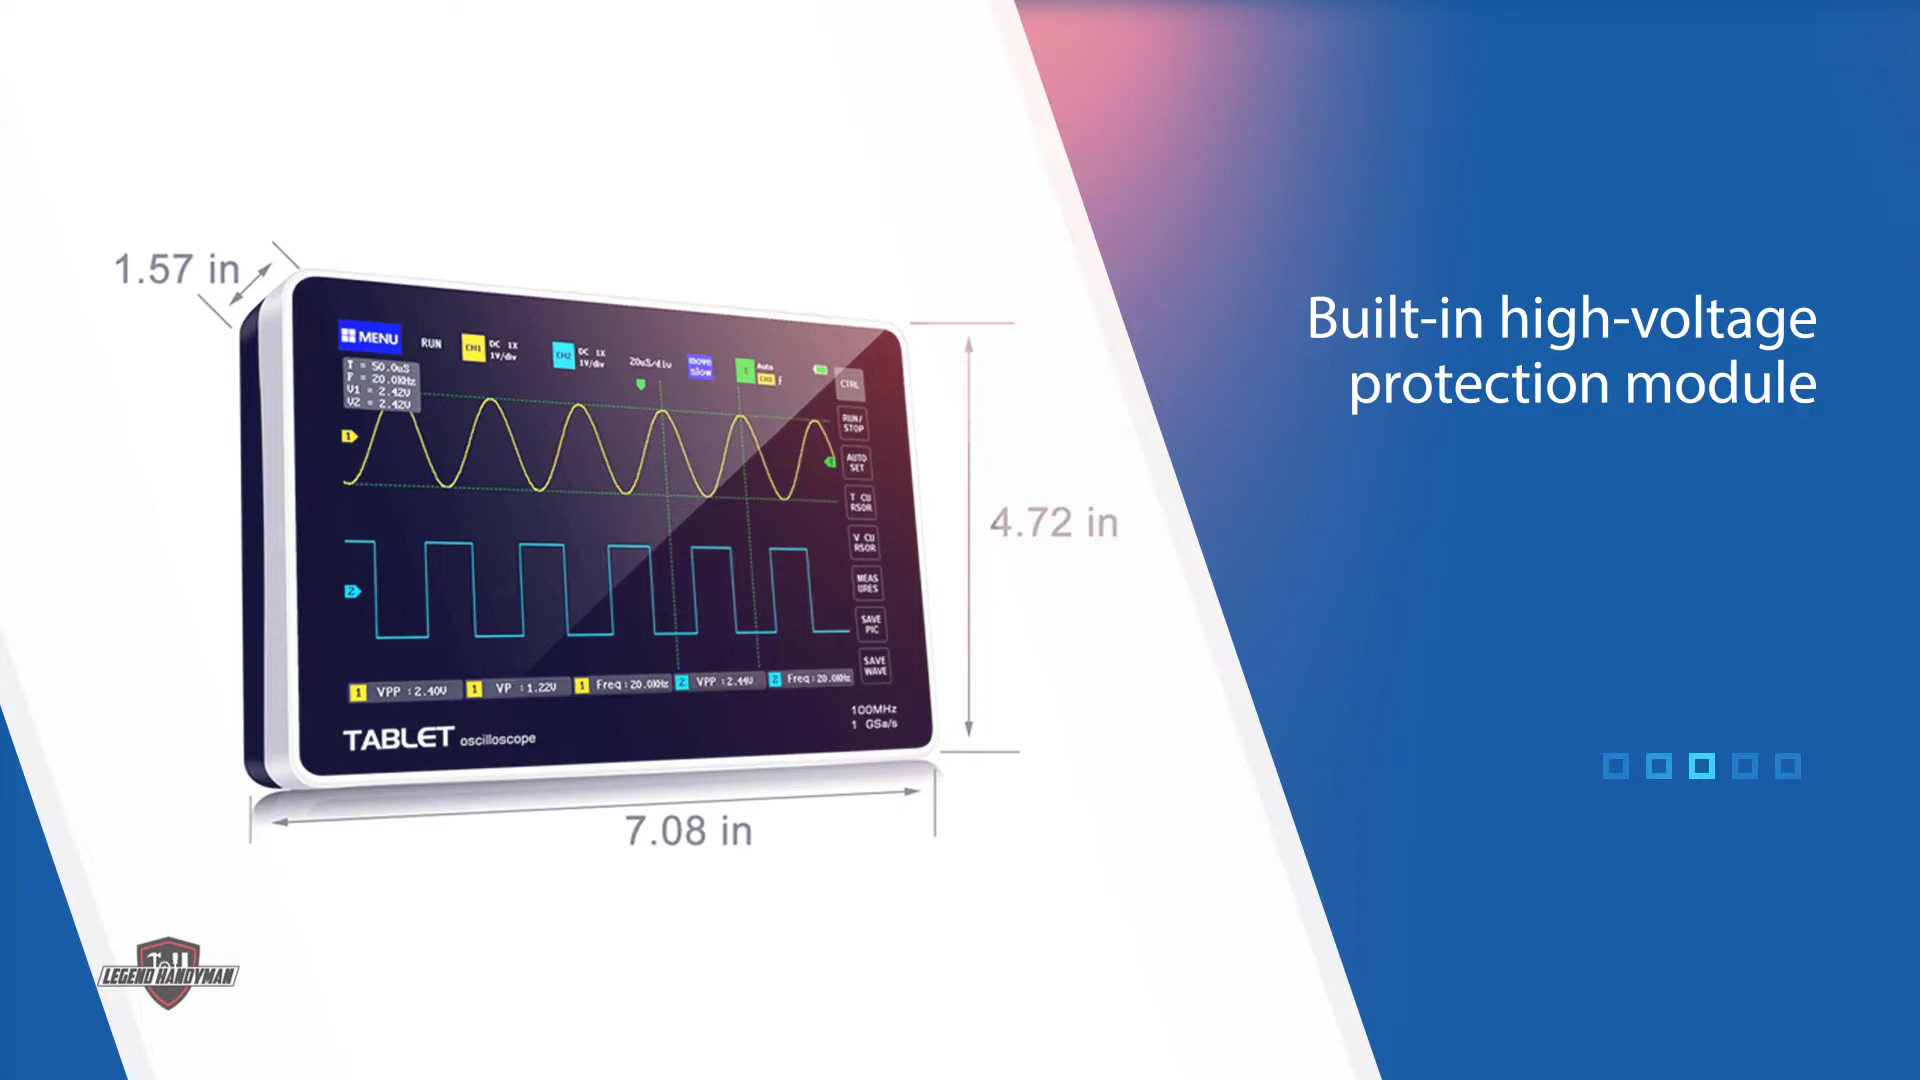 Built-in high-voltage
protection module
1.57 in
4.72 in
7.08 in
MENU
RUN
CH1
DC 1X
1V/div
CH2
DC 1X
1V/div
20uS/div
move
slow
T
Auto
CH1
CTRL
T = 50.0uS
F = 20.0KHz
V1 = 2.42V
V2 = 2.42V
RUN/
STOP
AUTO
SET
T CU
RSOR
V CU
RSOR
MEAS
URES
SAVE
PIC
SAVE
WAVE
1
2
1 VPP :2.40V
1 VP :1.22V
1 Freq:20.0KHz
2 VPP :2.44V
2 Freq:20.0KHz
100MHz
1 GSa/s
TABLET oscilloscope
LEGEND HANDYMAN